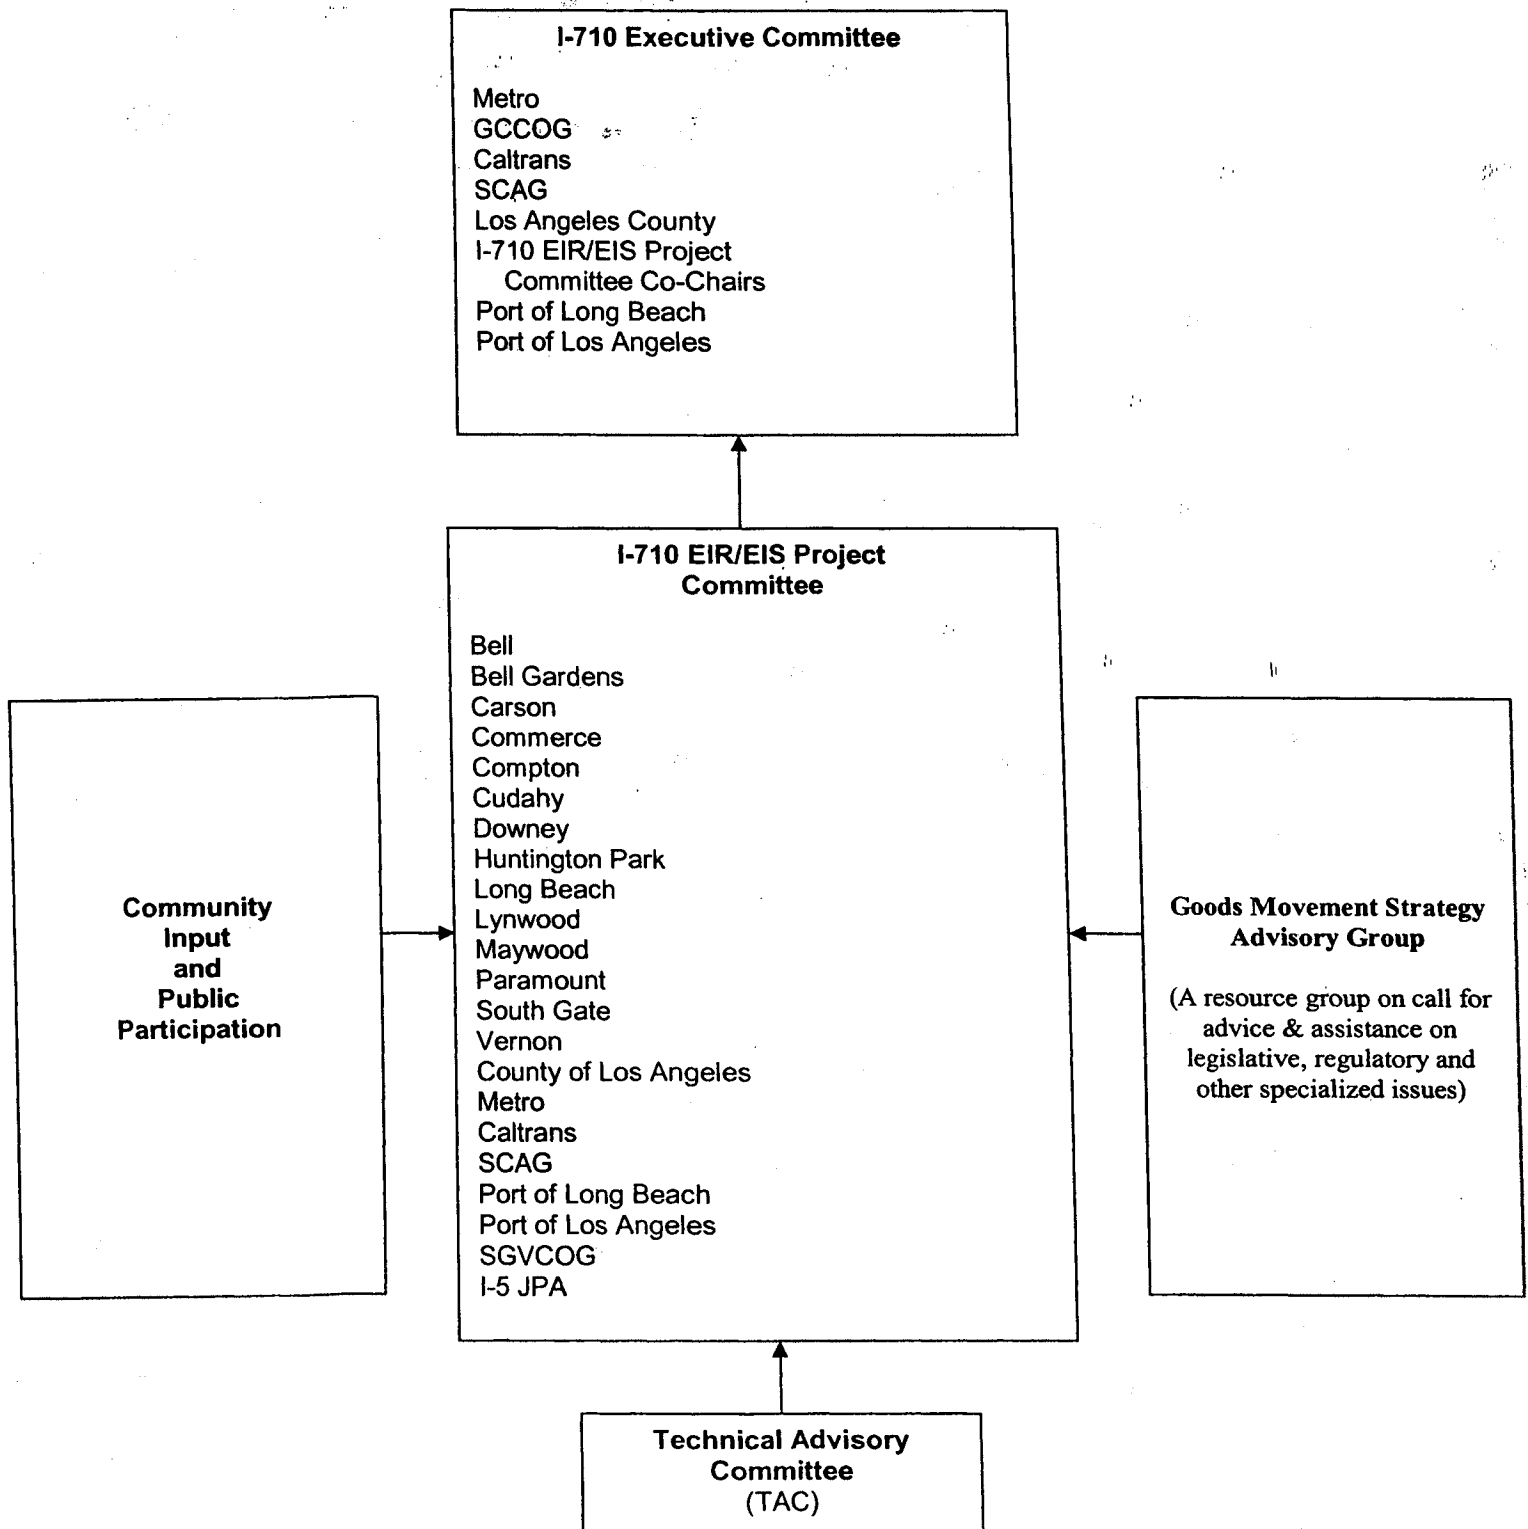 I-710 Executive Committee
Metro
GCCOG
Caltrans
SCAG
Los Angeles County
I-710 EIR/EIS Project
Committee Co-Chairs
Port of Long Beach
Port of Los Angeles
I-710 EIR/EIS Project
Committee
Bell
Bell Gardens
Carson
Commerce
Compton
Cudahy
Downey
Huntington Park
Long Beach
Lynwood
Maywood
Paramount
South Gate
Vernon
County of Los Angeles
Metro
Caltrans
SCAG
Port of Long Beach
Port of Los Angeles
SGVCOG
I-5 JPA
Community
Input
and
Public
Participation
Goods Movement Strategy
Advisory Group
(A resource group on call for
advice & assistance on
legislative, regulatory and
other specialized issues)
Technical Advisory
Committee
(TAC)